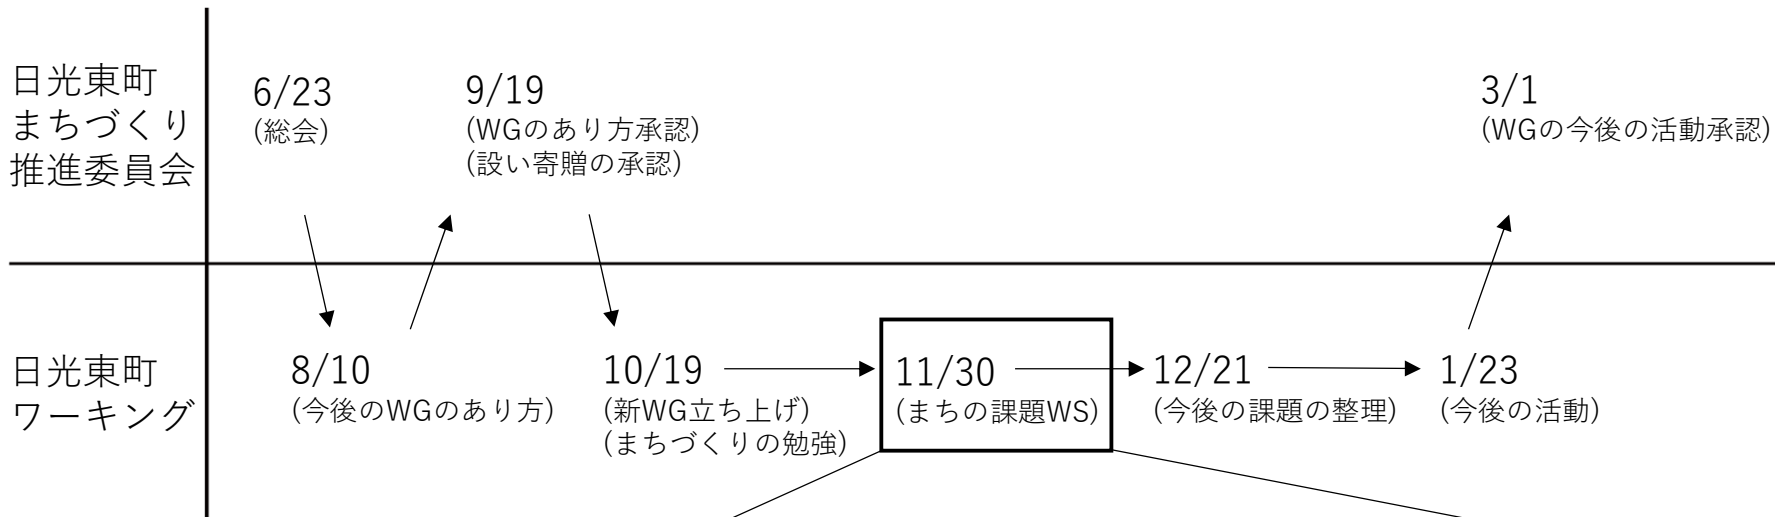 日光東町
まちづくり
推進委員会
6/23
(総会)
9/19
(WGのあり方承認)
(設い寄贈の承認)
3/1
(WGの今後の活動承認)
日光東町
ワーキング
8/10
(今後のWGのあり方)
10/19
(新WG立ち上げ)
(まちづくりの勉強)
11/30
(まちの課題WS)
12/21
(今後の課題の整理)
1/23
(今後の活動)